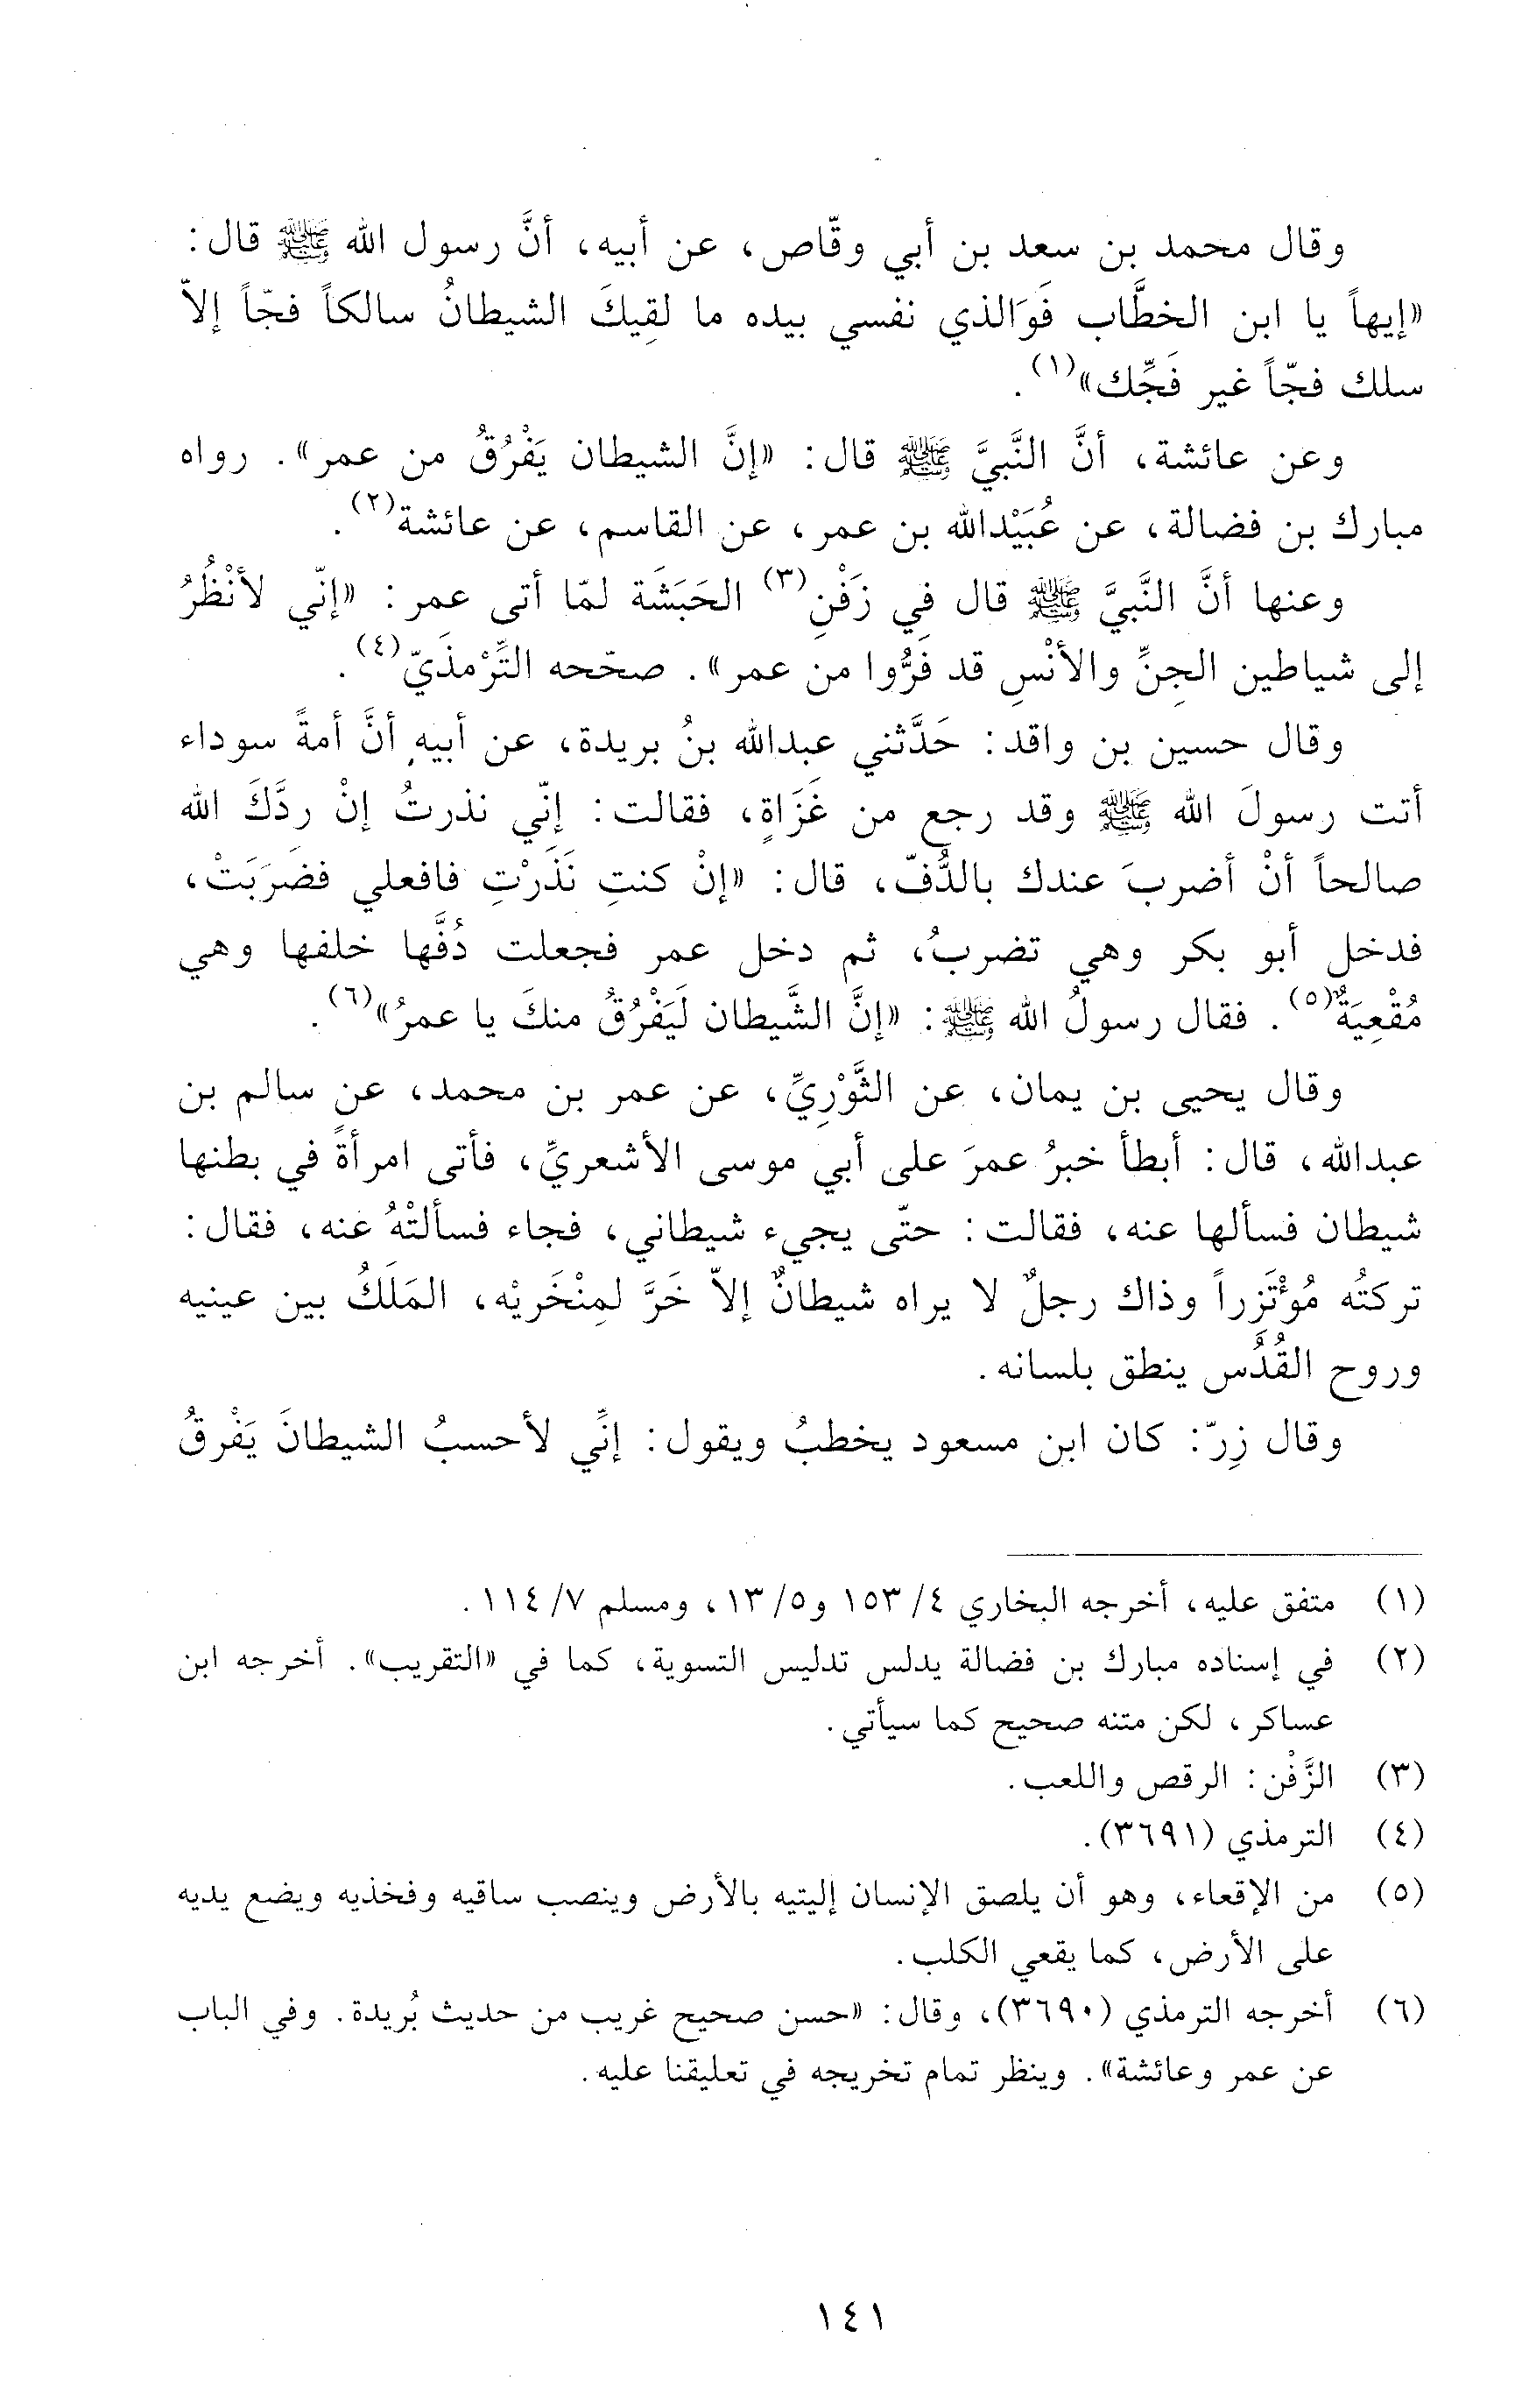 وقال محمد بن سعد بن أبي وقّاص، عن أبيه، أنَّ رسول الله ﷺ قال:
«إيهاً يا ابن الخطَّاب فَوَالذي نفسي بيده ما لقِيكَ الشيطانُ سالكاً فجّاً إلاّ
سلك فجّاً غير فَجِّك»(١).
وعن عائشة، أنَّ النَّبيَّ ﷺ قال: «إنَّ الشيطان يَفْرُقُ من عمر». رواه
مبارك بن فضالة، عن عُبَيْدالله بن عمر، عن القاسم، عن عائشة(٢).
وعنها أنَّ النَّبيَّ ﷺ قال في زَفْنِ(٣) الحَبَشَة لمّا أتى عمر: «إنّي لأنْظُرُ
إلى شياطين الجِنِّ والأنْسِ قد فَرُّوا من عمر». صحّحه التِّرْمذَيّ(٤).
وقال حسين بن واقد: حَدَّثني عبدالله بنُ بريدة، عن أبيهِ أنَّ أمةً سوداء
أتت رسولَ الله ﷺ وقد رجع من غَزَاةٍ، فقالت: إنّي نذرتُ إنْ ردَّكَ الله
صالحاً أنْ أضربَ عندك بالدُّفّ، قال: «إنْ كنتِ نَذَرْتِ فافعلي فضرَبَتْ،
فدخل أبو بكر وهي تضربُ، ثم دخل عمر فجعلت دُفَّها خلفها وهي
مُقْعِيَةٌ(٥). فقال رسولُ الله ﷺ: «إنَّ الشَّيطان لَيَفْرُقُ منكَ يا عمرُ»(٦).
وقال يحيى بن يمان، عن الثَّوْرِيِّ، عن عمر بن محمد، عن سالم بن
عبدالله، قال: أبطأ خبرُ عمرَ على أبي موسى الأشعريِّ، فأتى امرأةً في بطنها
شيطان فسألها عنه، فقالت: حتّى يجيء شيطاني، فجاء فسألتْهُ عنه، فقال:
تركتُه مُؤْتَزراً وذاك رجلٌ لا يراه شيطانٌ إلاّ خَرَّ لمِنْخَريْه، المَلَكُ بين عينيه
وروح القُدُس ينطق بلسانه.
وقال زِرّ: كان ابن مسعود يخطبُ ويقول: إنِّي لأحسبُ الشيطانَ يَفْرقُ
(١) متفق عليه، أخرجه البخاري ٤/ ١٥٣ و٥/ ١٣، ومسلم ٧/ ١١٤.
(٢) في إسناده مبارك بن فضالة يدلس تدليس التسوية، كما في «التقريب». أخرجه ابن
عساكر، لكن متنه صحيح كما سيأتي.
(٣) الزَّفْن: الرقص واللعب.
(٤) الترمذي (٣٦٩١).
(٥) من الإقعاء، وهو أن يلصق الإنسان إليتيه بالأرض وينصب ساقيه وفخذيه ويضع يديه
على الأرض، كما يقعي الكلب.
(٦) أخرجه الترمذي (٣٦٩٠)، وقال: «حسن صحيح غريب من حديث بُريدة. وفي الباب
عن عمر وعائشة». وينظر تمام تخريجه في تعليقنا عليه.
١٤١